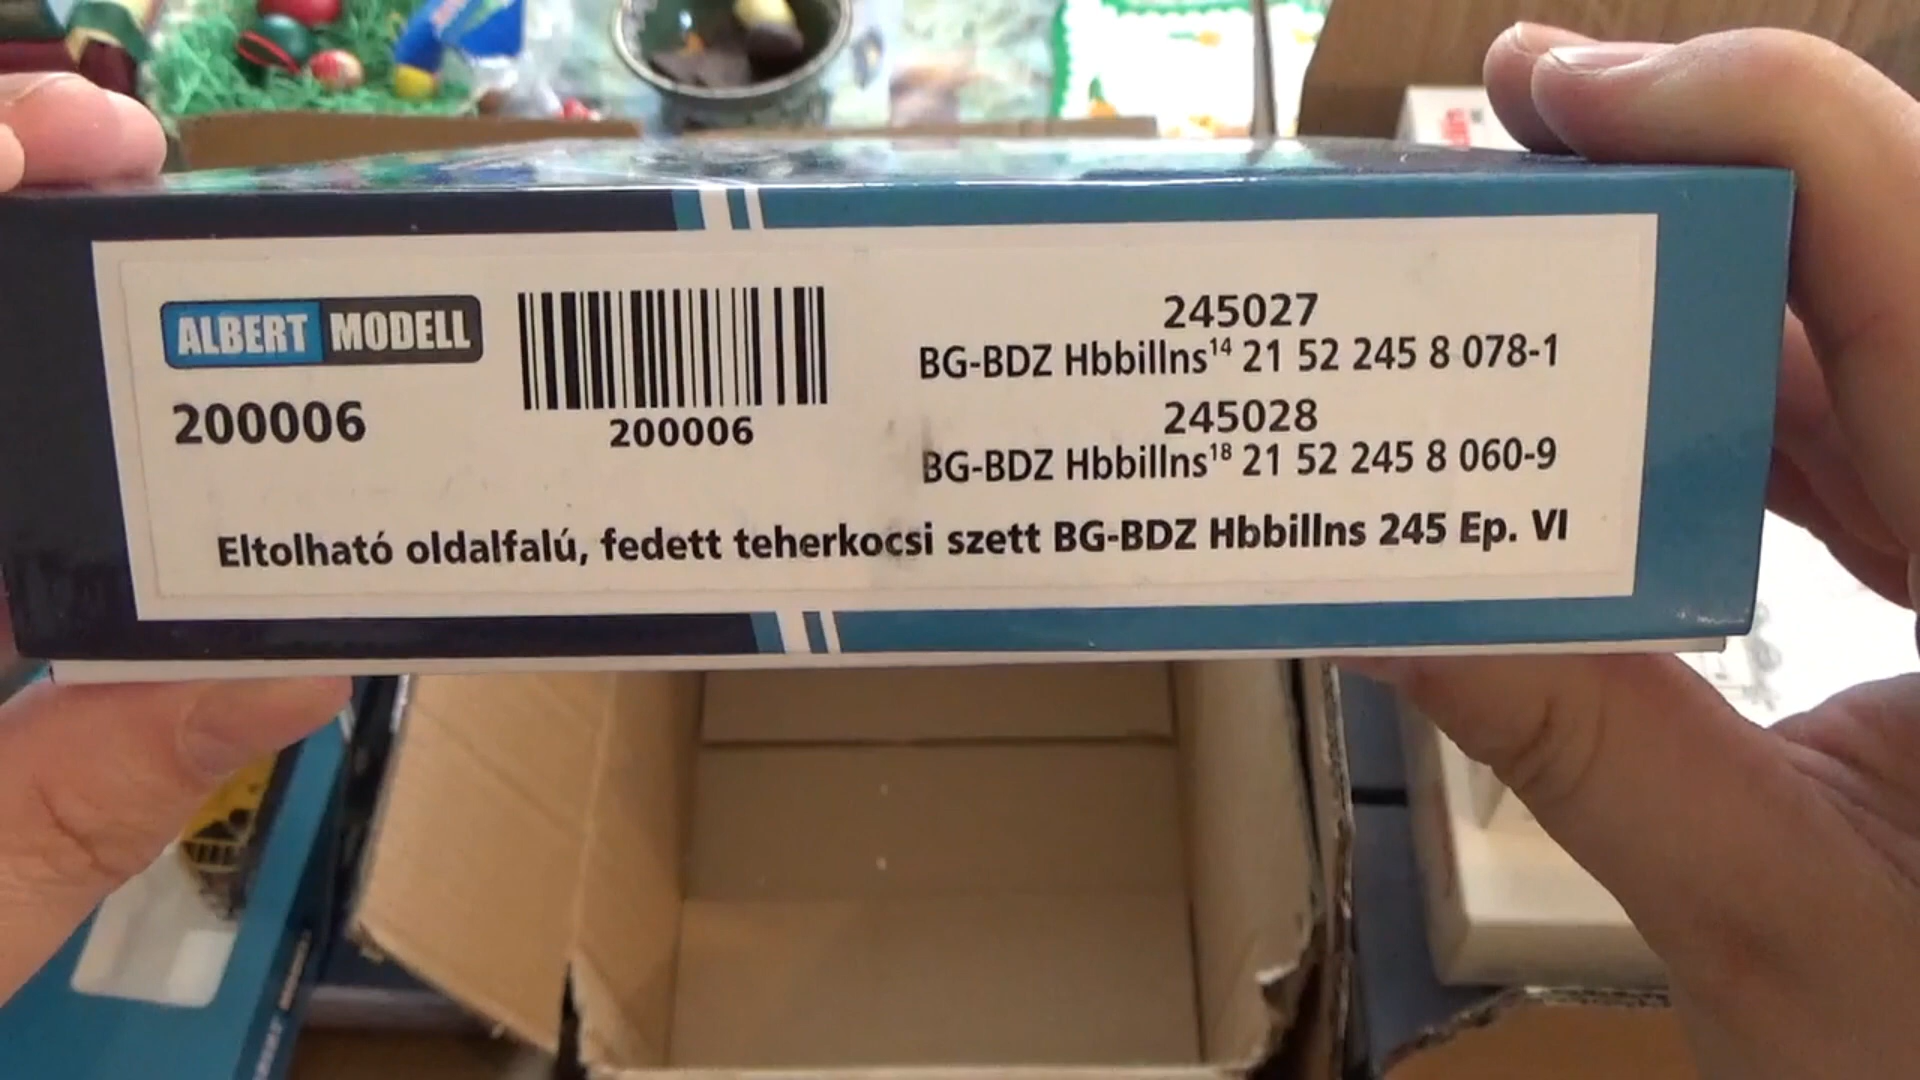 ALBERT MODELL
200006
200006
245027
BG-BDZ Hbbillns¹⁴ 21 52 245 8 078-1
245028
BG-BDZ Hbbillns¹⁸ 21 52 245 8 060-9
Eltolható oldalfalú, fedett teherkocsi szett BG-BDZ Hbbillns 245 Ep. VI